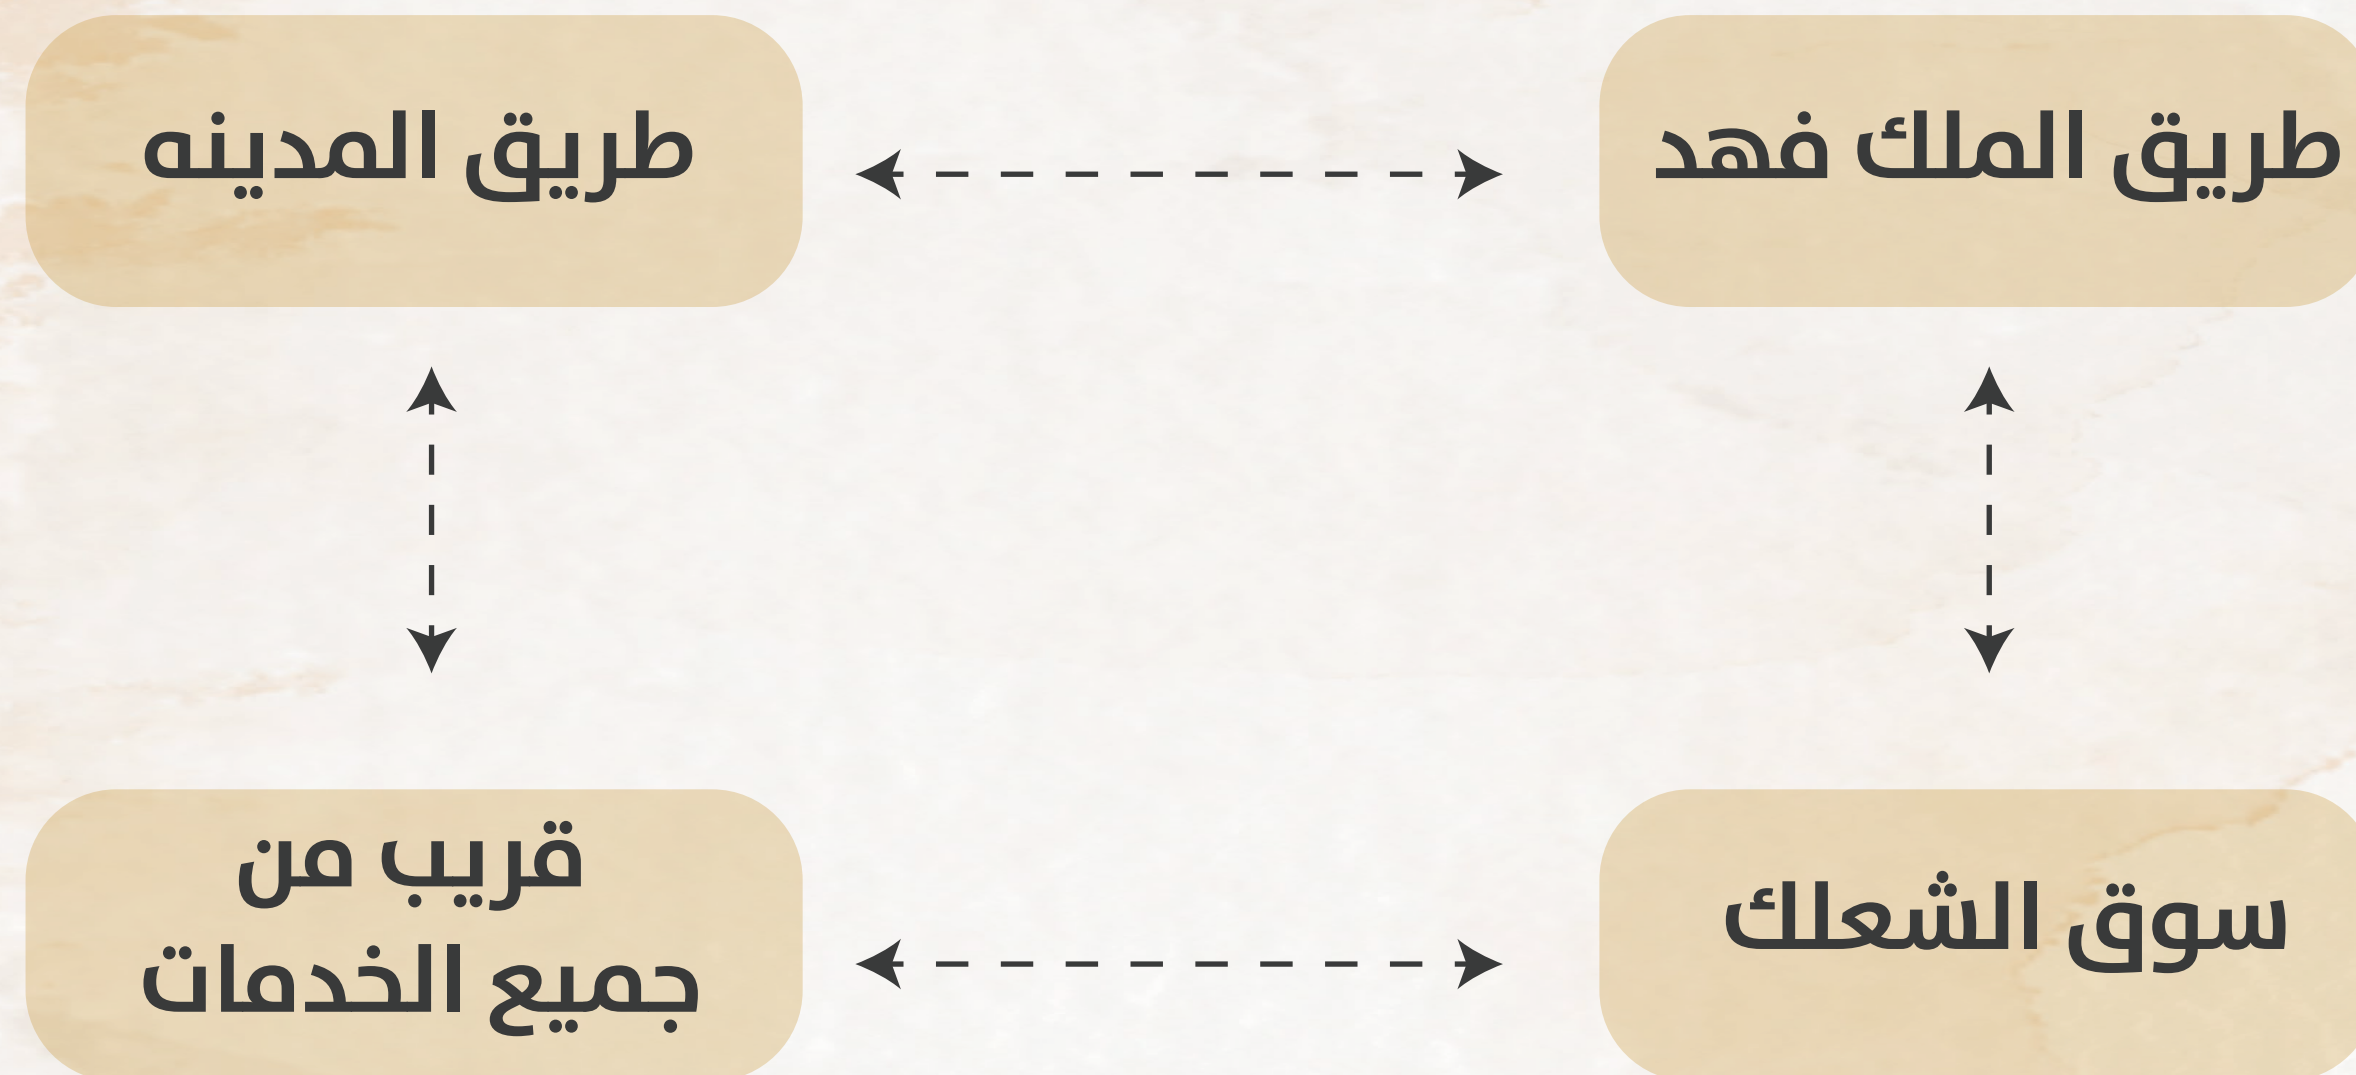 طريق الملك فهد
طريق المدينه
سوق الشعلك
قريب من
جميع الخدمات